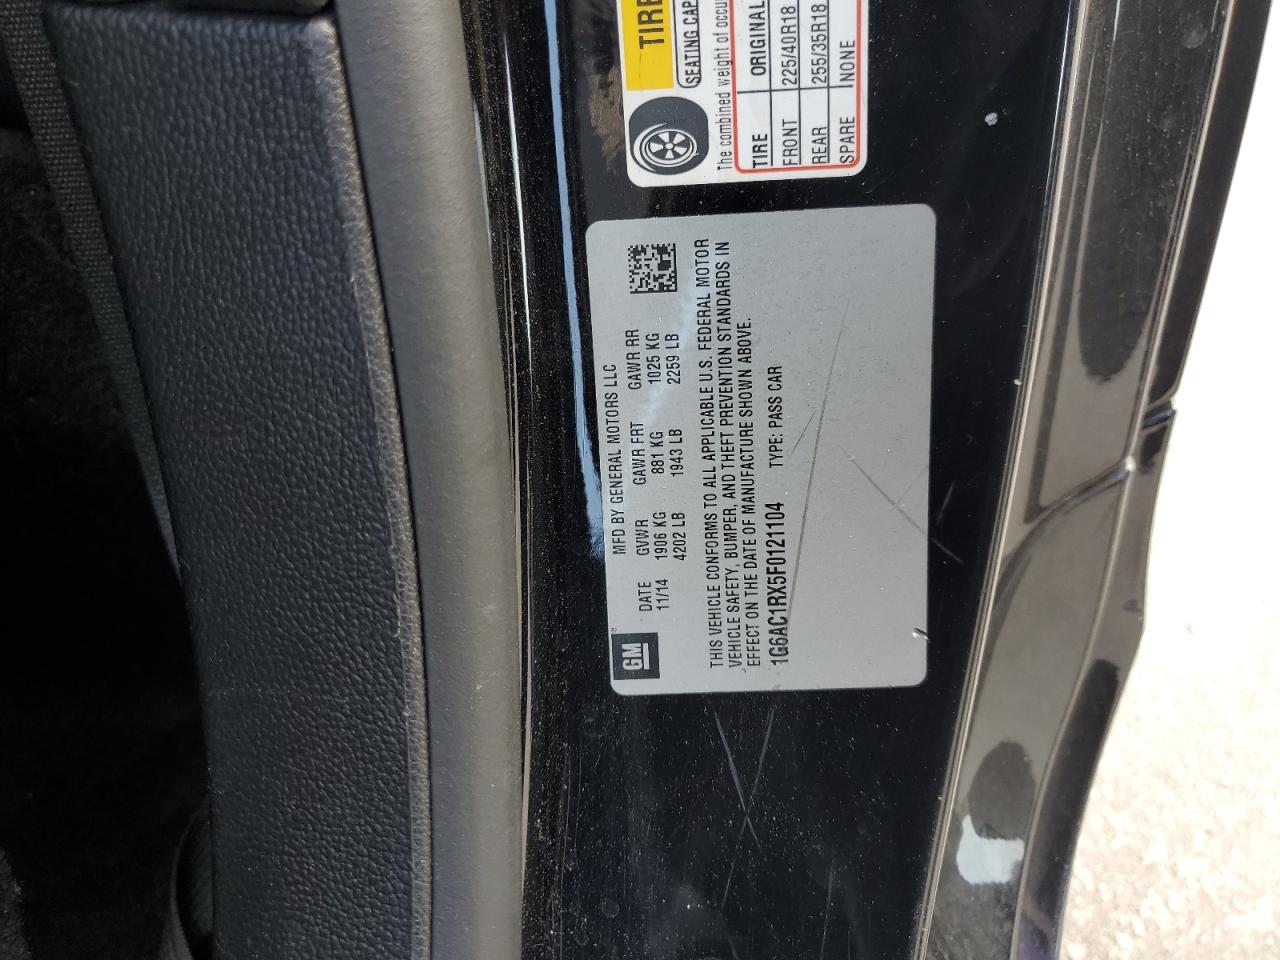 GM
MFD BY GENERAL MOTORS LLC
DATE GVWR GAWR FRT GAWR RR
11/14 1906 KG 881 KG 1025 KG
4202 LB 1943 LB 2259 LB
THIS VEHICLE CONFORMS TO ALL APPLICABLE U.S. FEDERAL MOTOR
VEHICLE SAFETY, BUMPER, AND THEFT PREVENTION STANDARDS IN
EFFECT ON THE DATE OF MANUFACTURE SHOWN ABOVE.
1G6AC1RX5F0121104 TYPE: PASS CAR
TIRE
SEATING CAP
The combined weight of occu
TIRE ORIGINAL
FRONT 225/40R18
REAR 255/35R18
SPARE NONE